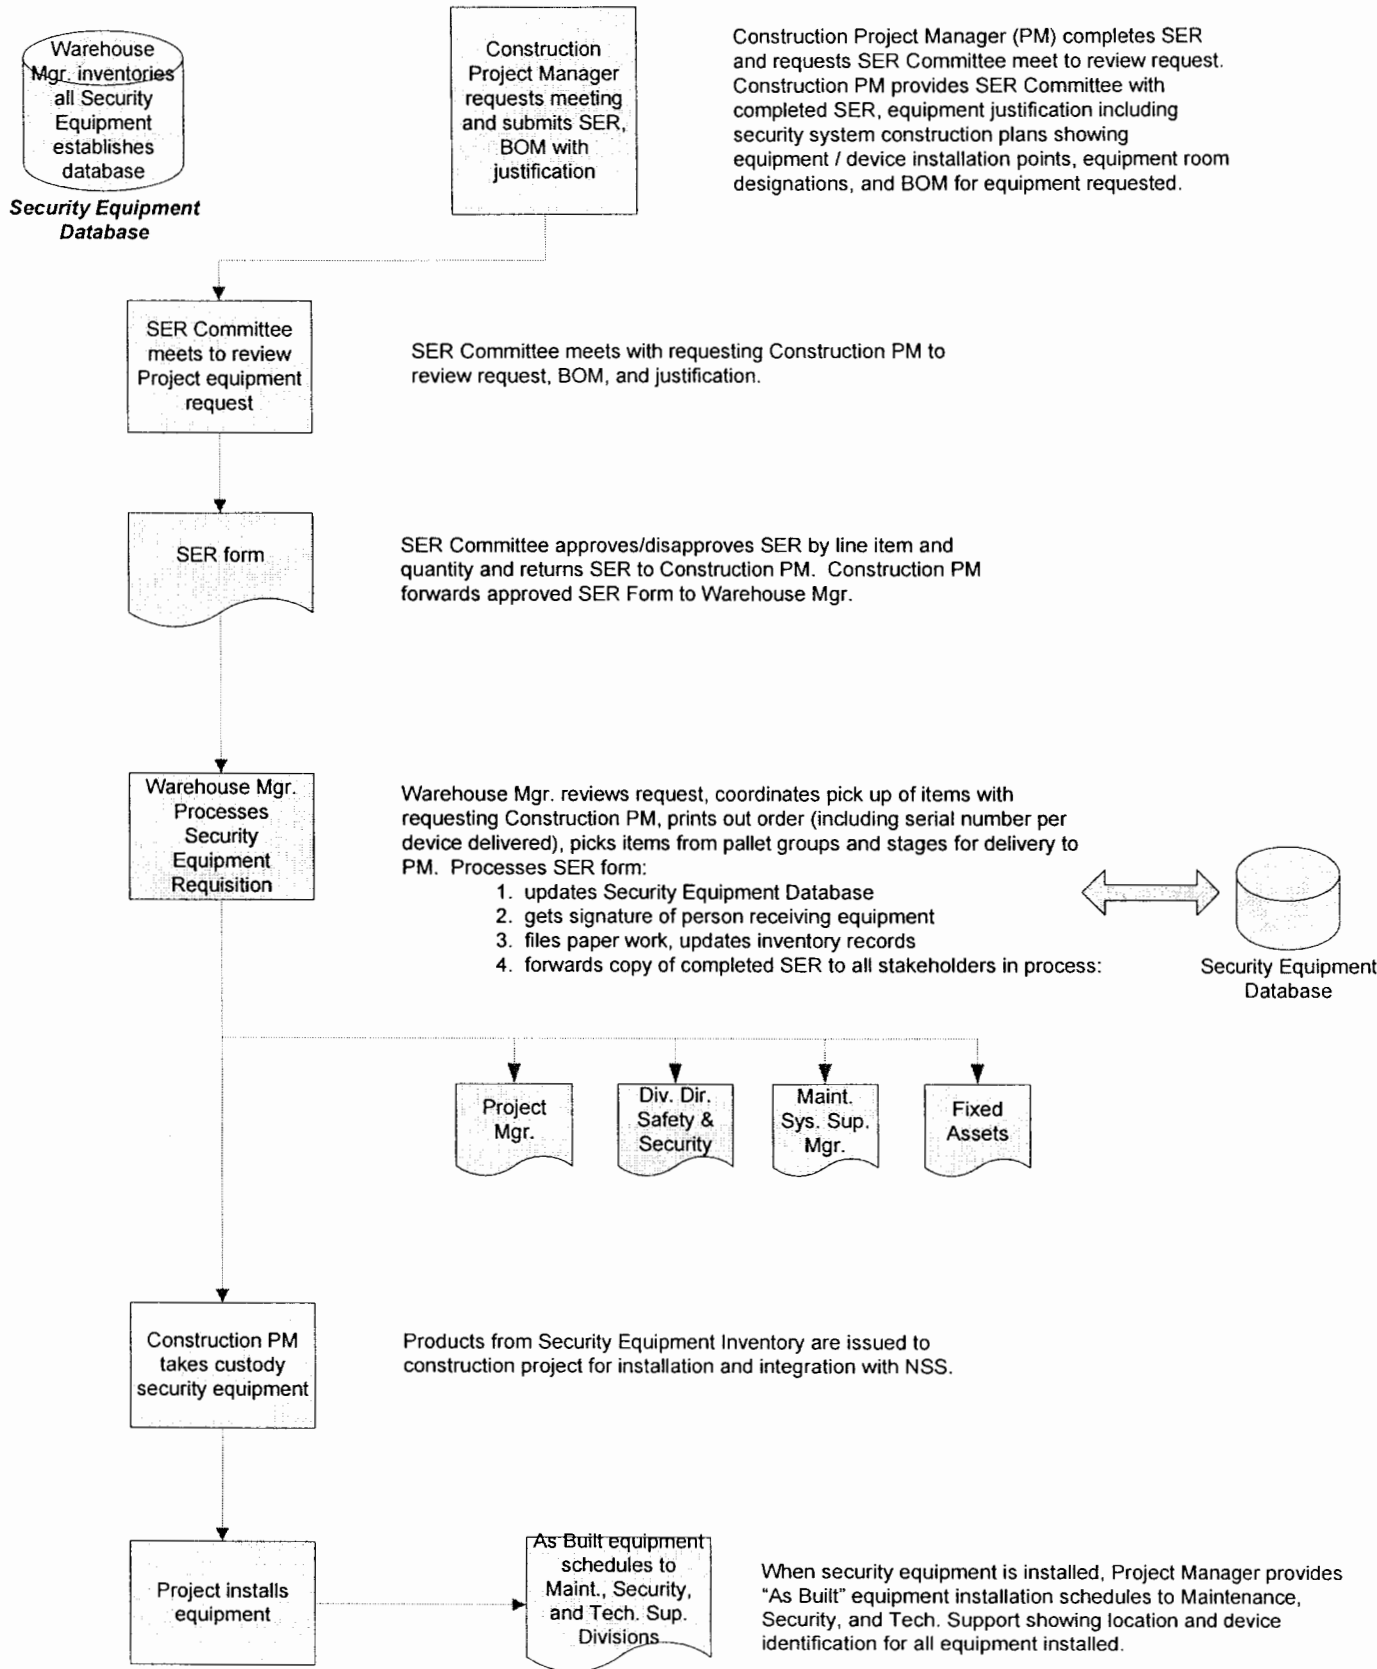 Warehouse
Mgr. inventories
all Security
Equipment
establishes
database
Security Equipment
Database
Construction
Project Manager
requests meeting
and submits SER,
BOM with
justification
Construction Project Manager (PM) completes SER
and requests SER Committee meet to review request.
Construction PM provides SER Committee with
completed SER, equipment justification including
security system construction plans showing
equipment / device installation points, equipment room
designations, and BOM for equipment requested.
SER Committee
meets to review
Project equipment
request
SER Committee meets with requesting Construction PM to
review request, BOM, and justification.
SER form
SER Committee approves/disapproves SER by line item and
quantity and returns SER to Construction PM. Construction PM
forwards approved SER Form to Warehouse Mgr.
Warehouse Mgr.
Processes
Security
Equipment
Requisition
Warehouse Mgr. reviews request, coordinates pick up of items with
requesting Construction PM, prints out order (including serial number per
device delivered), picks items from pallet groups and stages for delivery to
PM. Processes SER form:
1. updates Security Equipment Database
2. gets signature of person receiving equipment
3. files paper work, updates inventory records
4. forwards copy of completed SER to all stakeholders in process:
Security Equipment
Database
Project
Mgr.
Div. Dir.
Safety &
Security
Maint.
Sys. Sup.
Mgr.
Fixed
Assets
Construction PM
takes custody
security equipment
Products from Security Equipment Inventory are issued to
construction project for installation and integration with NSS.
Project installs
equipment
As Built equipment
schedules to
Maint., Security,
and Tech. Sup.
Divisions
When security equipment is installed, Project Manager provides
"As Built" equipment installation schedules to Maintenance,
Security, and Tech. Support showing location and device
identification for all equipment installed.